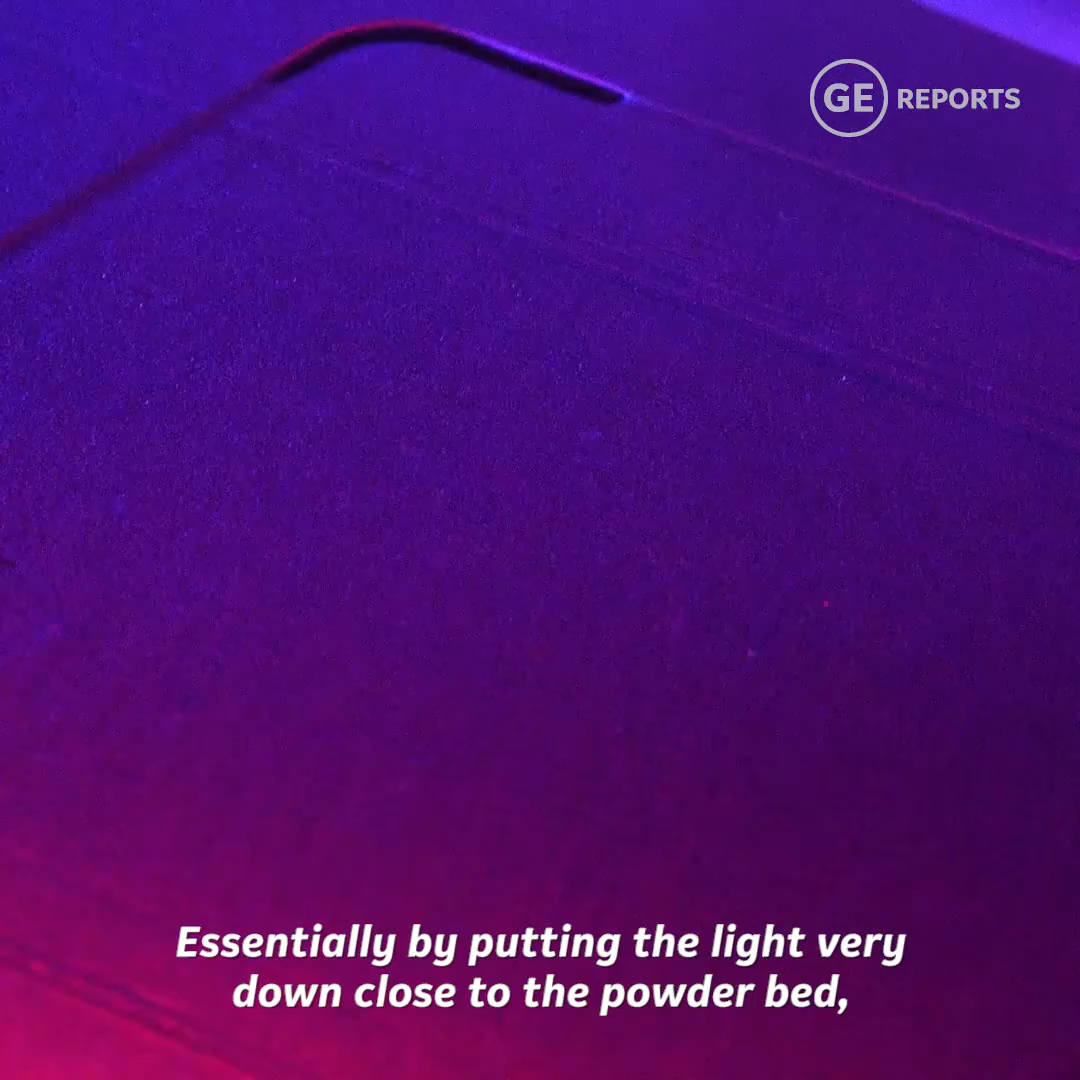 GE REPORTS
Essentially by putting the light very
down close to the powder bed,